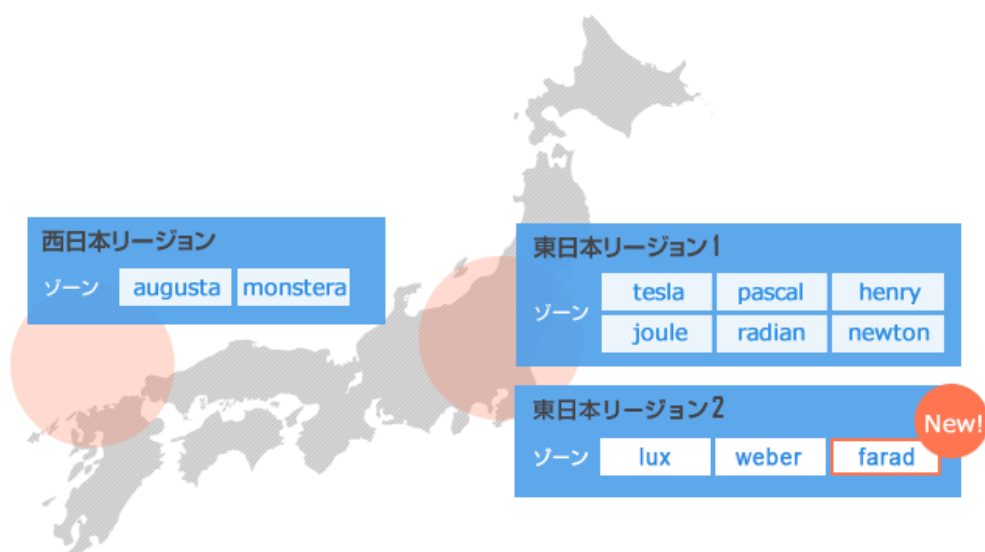 西日本リージョン
ゾーン augusta monstera
東日本リージョン1
ゾーン
tesla pascal henry
joule radian newton
東日本リージョン2
New!
ゾーン lux weber farad